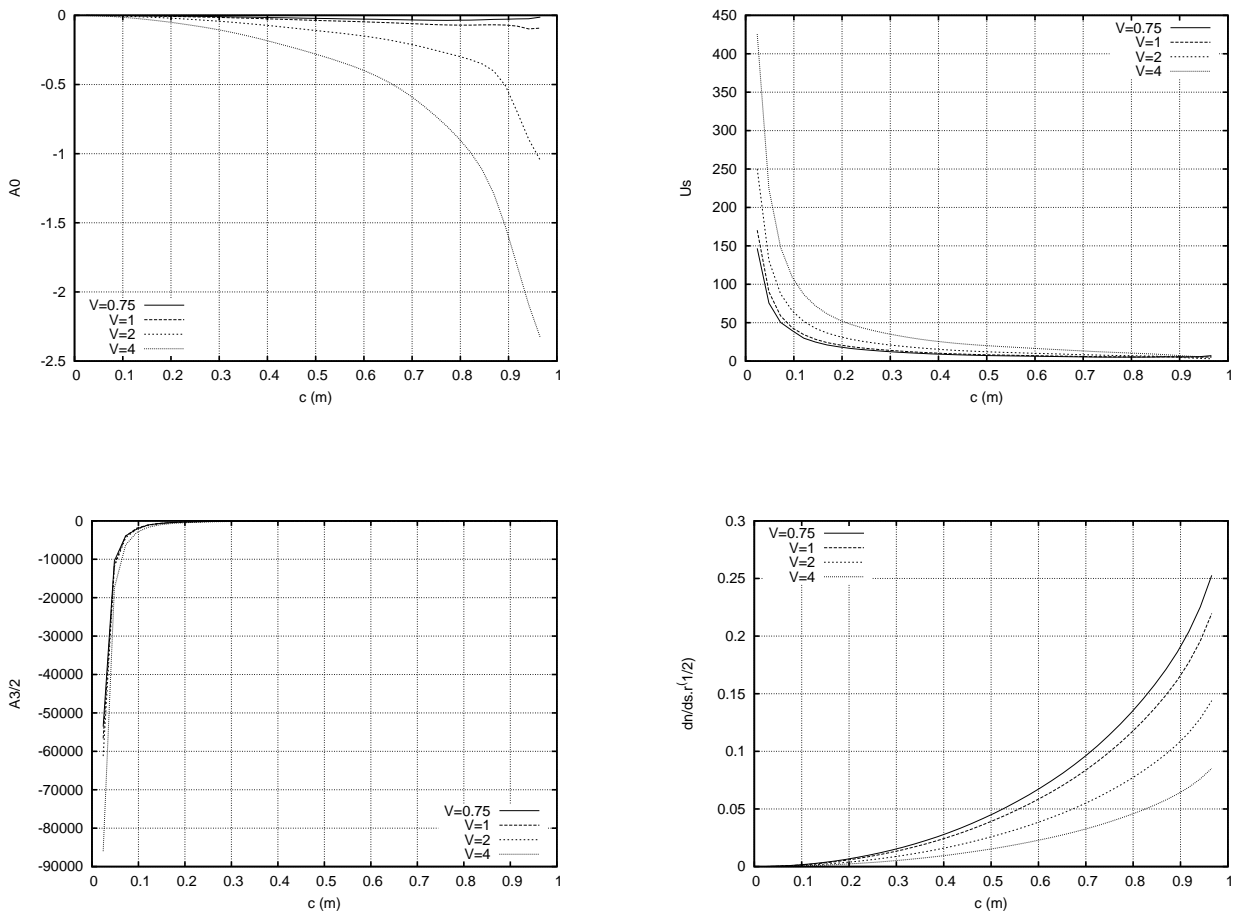 A0
0
-0.5
-1
-1.5
-2
-2.5
0 0.1 0.2 0.3 0.4 0.5 0.6 0.7 0.8 0.9 1
c (m)
V=0.75
V=1
V=2
V=4
Us
450
400
350
300
250
200
150
100
50
0
0 0.1 0.2 0.3 0.4 0.5 0.6 0.7 0.8 0.9 1
c (m)
V=0.75
V=1
V=2
V=4
A3/2
0
-10000
-20000
-30000
-40000
-50000
-60000
-70000
-80000
-90000
0 0.1 0.2 0.3 0.4 0.5 0.6 0.7 0.8 0.9 1
c (m)
V=0.75
V=1
V=2
V=4
dn/ds.r(1/2)
0.3
0.25
0.2
0.15
0.1
0.05
0
0 0.1 0.2 0.3 0.4 0.5 0.6 0.7 0.8 0.9 1
c (m)
V=0.75
V=1
V=2
V=4